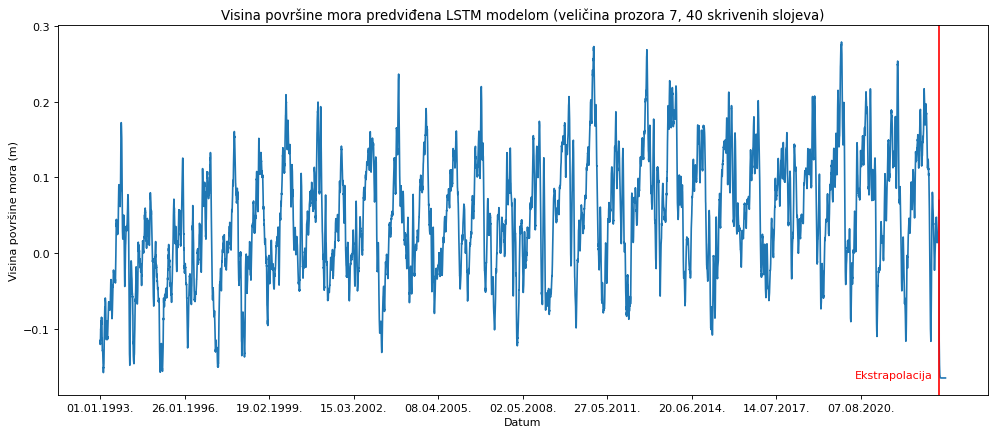 Visina površine mora predviđena LSTM modelom (veličina prozora 7, 40 skrivenih slojeva)
0.3
0.2
0.1
0.0
−0.1
Visina površine mora (m)
Ekstrapolacija
01.01.1993. 26.01.1996. 19.02.1999. 15.03.2002. 08.04.2005. 02.05.2008. 27.05.2011. 20.06.2014. 14.07.2017. 07.08.2020.
Datum